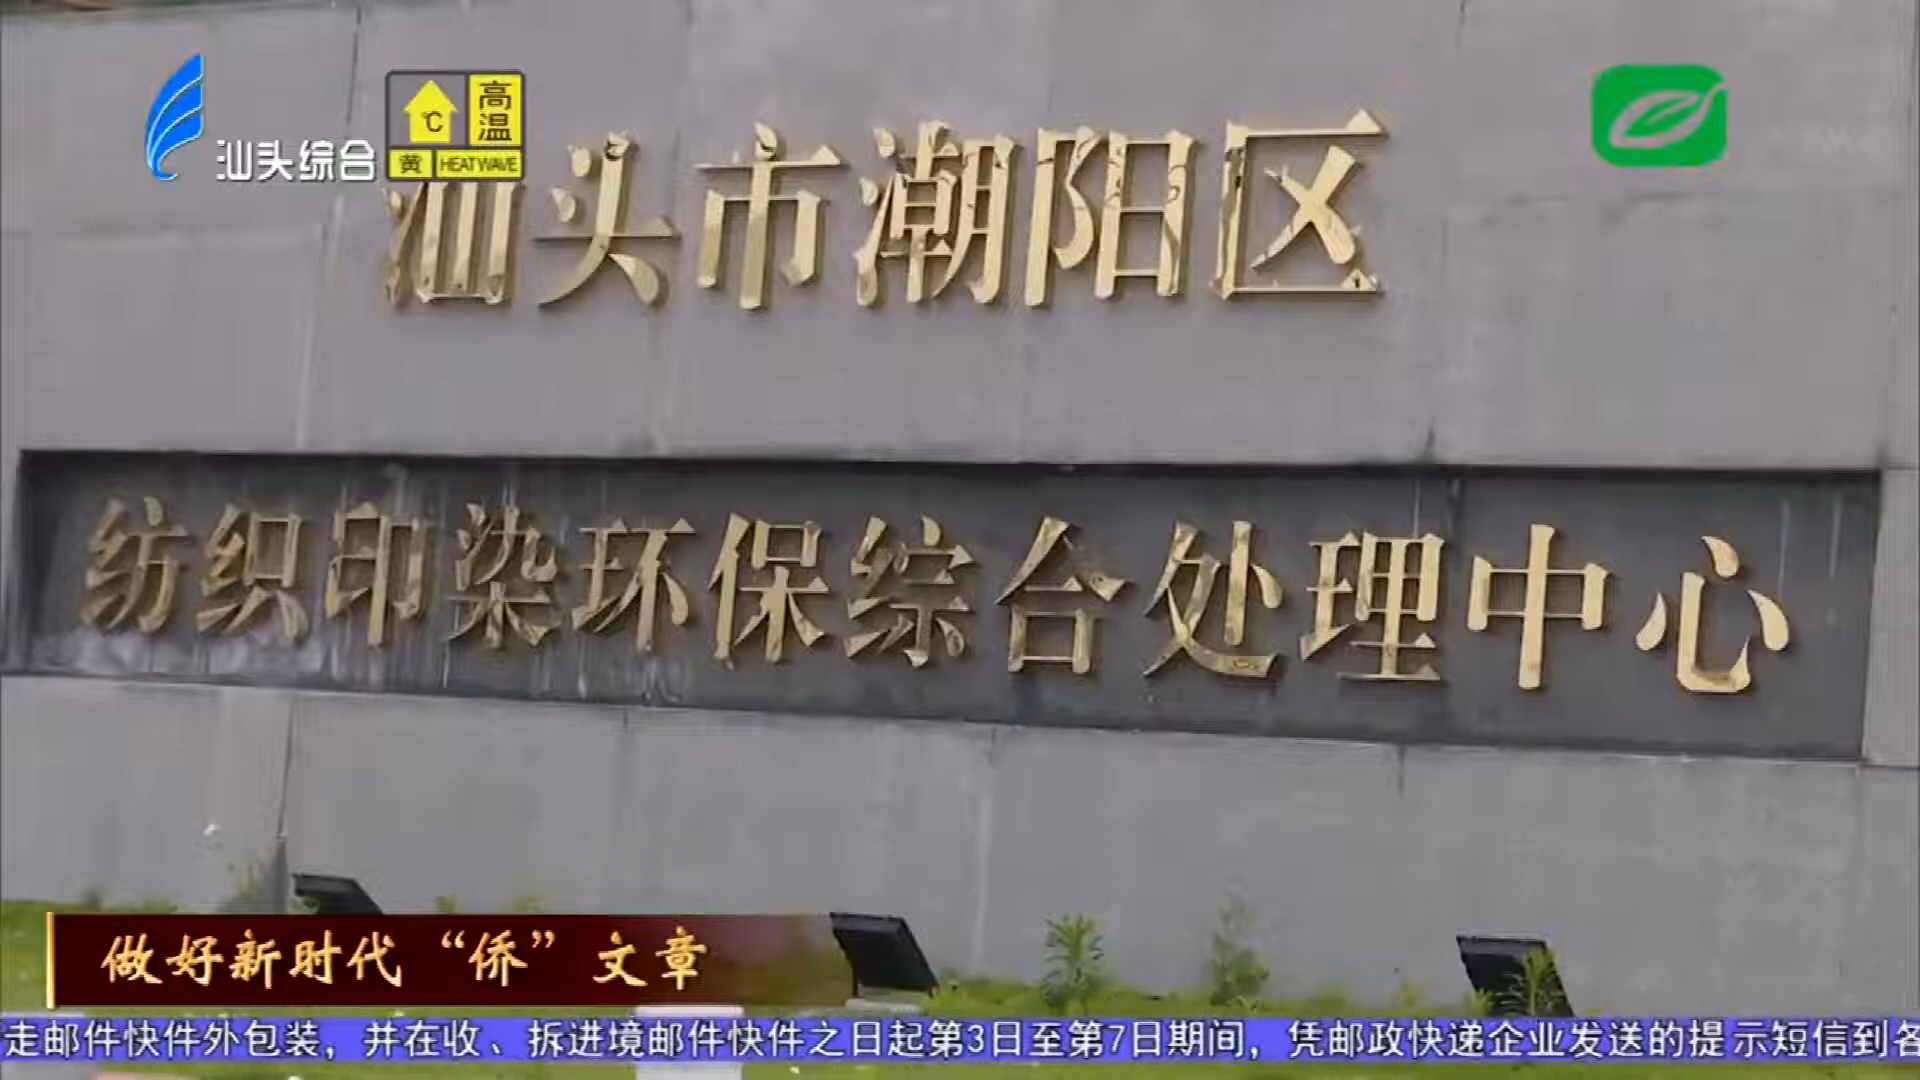 汕头综合
高温
℃
黄 HEAT WAVE
汕头市潮阳区
纺织印染环保综合处理中心
做好新时代“侨”文章
走邮件快件外包装，并在收、拆进境邮件快件之日起第3日至第7日期间，凭邮政快递企业发送的提示短信到各